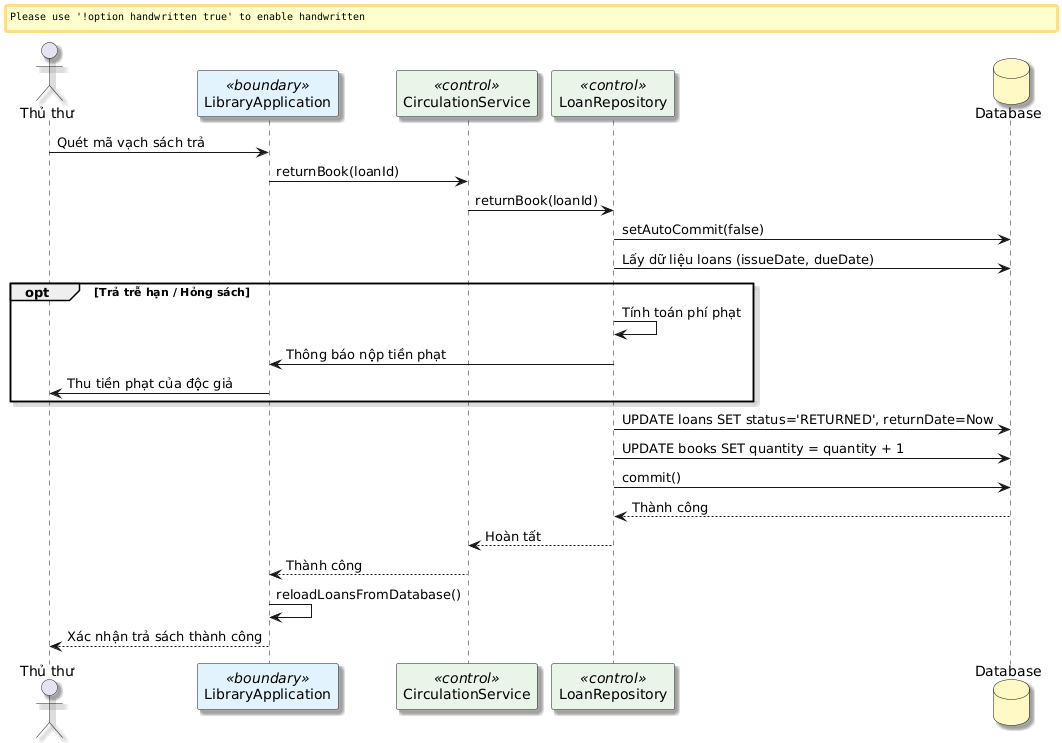 Please use '!option handwritten true' to enable handwritten
Thủ thư
«boundary»
LibraryApplication
«control»
CirculationService
«control»
LoanRepository
Database
Quét mã vạch sách trả
returnBook(loanId)
returnBook(loanId)
setAutoCommit(false)
Lấy dữ liệu loans (issueDate, dueDate)
opt
[Trả trễ hạn / Hỏng sách]
Tính toán phí phạt
Thông báo nộp tiền phạt
Thu tiền phạt của độc giả
UPDATE loans SET status='RETURNED', returnDate=Now
UPDATE books SET quantity = quantity + 1
commit()
Thành công
Hoàn tất
Thành công
reloadLoansFromDatabase()
Xác nhận trả sách thành công
Thủ thư
«boundary»
LibraryApplication
«control»
CirculationService
«control»
LoanRepository
Database